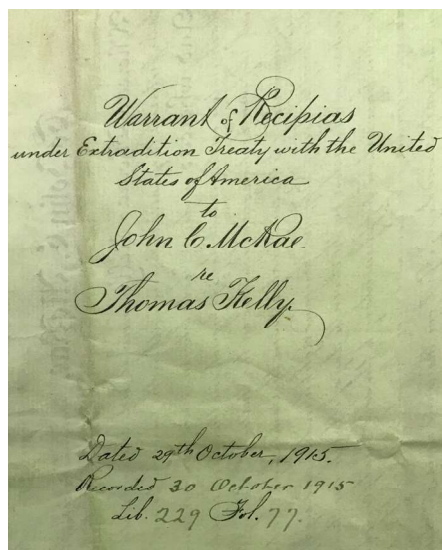 Warrant of Recipias
under Extradition Treaty with the United
States of America
to
John C. McRae
re
Thomas Kelly.
Dated 29th October, 1915.
Recorded 30 October 1915
Lib. 229 Fol. 77.